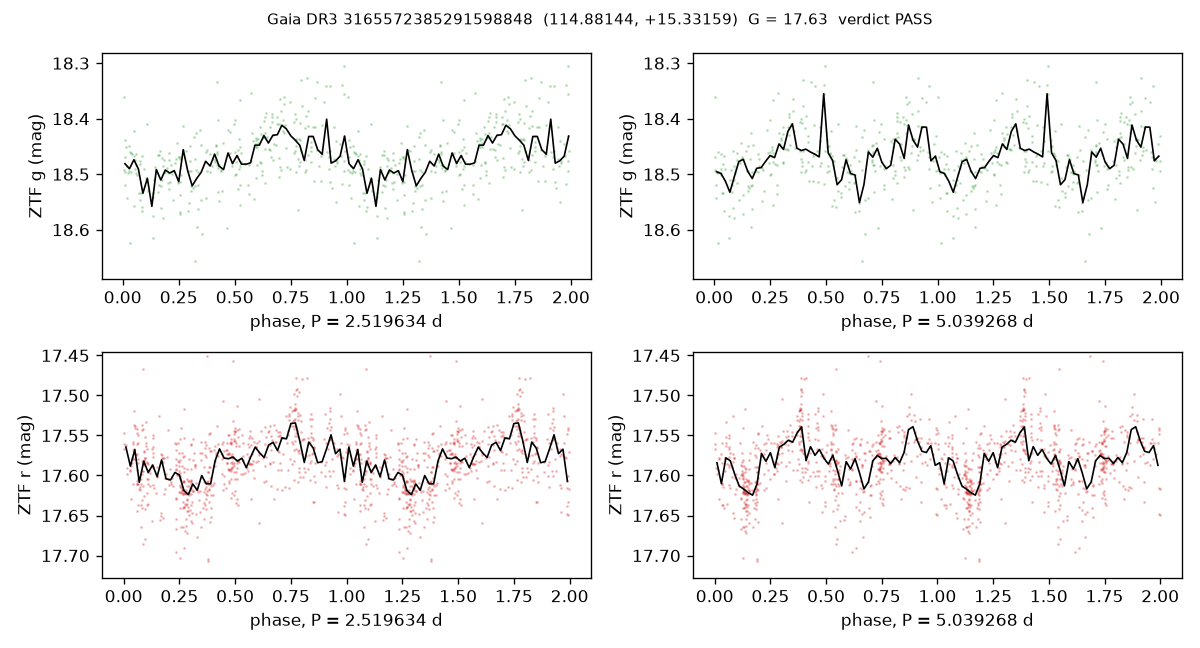 Gaia DR3 3165572385291598848  (114.88144, +15.33159)  G = 17.63  verdict PASS
18.3
18.4
18.5
18.6
ZTF g (mag)
0.00 0.25 0.50 0.75 1.00 1.25 1.50 1.75 2.00
phase, P = 2.519634 d
18.3
18.4
18.5
18.6
ZTF g (mag)
0.00 0.25 0.50 0.75 1.00 1.25 1.50 1.75 2.00
phase, P = 5.039268 d
17.45
17.50
17.55
17.60
17.65
17.70
ZTF r (mag)
0.00 0.25 0.50 0.75 1.00 1.25 1.50 1.75 2.00
phase, P = 2.519634 d
17.45
17.50
17.55
17.60
17.65
17.70
ZTF r (mag)
0.00 0.25 0.50 0.75 1.00 1.25 1.50 1.75 2.00
phase, P = 5.039268 d